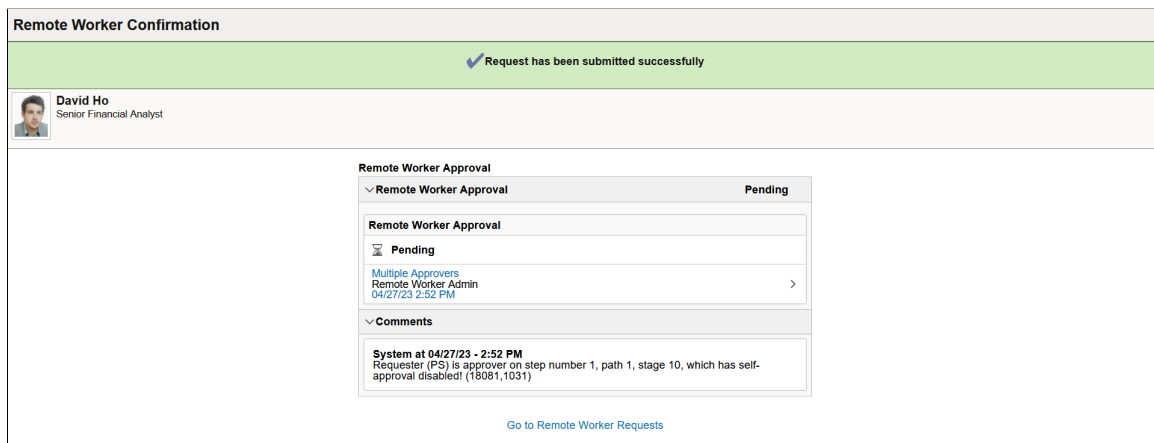 Remote Worker Confirmation
Request has been submitted successfully
David Ho
Senior Financial Analyst
Remote Worker Approval
Remote Worker Approval Pending
Remote Worker Approval
Pending
Multiple Approvers
Remote Worker Admin
04/27/23 2:52 PM
Comments
System at 04/27/23 - 2:52 PM
Requester (PS) is approver on step number 1, path 1, stage 10, which has self-
approval disabled! (18081,1031)
Go to Remote Worker Requests